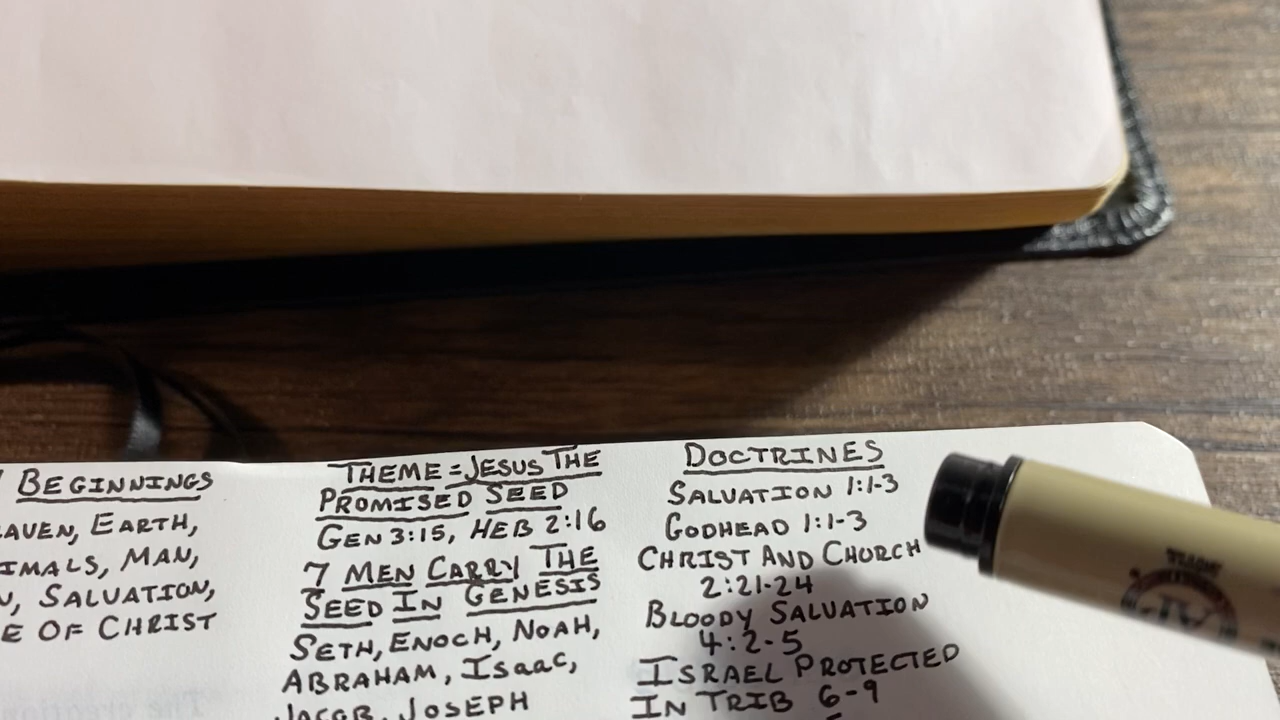 BEGINNINGS
EARTH,
MAN,
SALVATION,
OF CHRIST
THEME = JESUS THE
PROMISED SEED
GEN 3:15, HEB 2:16
7 MEN CARRY THE
SEED IN GENESIS
SETH, ENOCH, NOAH,
ABRAHAM, ISaac,
JACOB, JOSEPH
DOCTRINES
SALVATION 1:1-3
GODHEAD 1:1-3
CHRIST AND CHURCH
2:21-24
BLOODY SALVATION
4:2-5
ISRAEL PROTECTED
IN TRIB 6-9